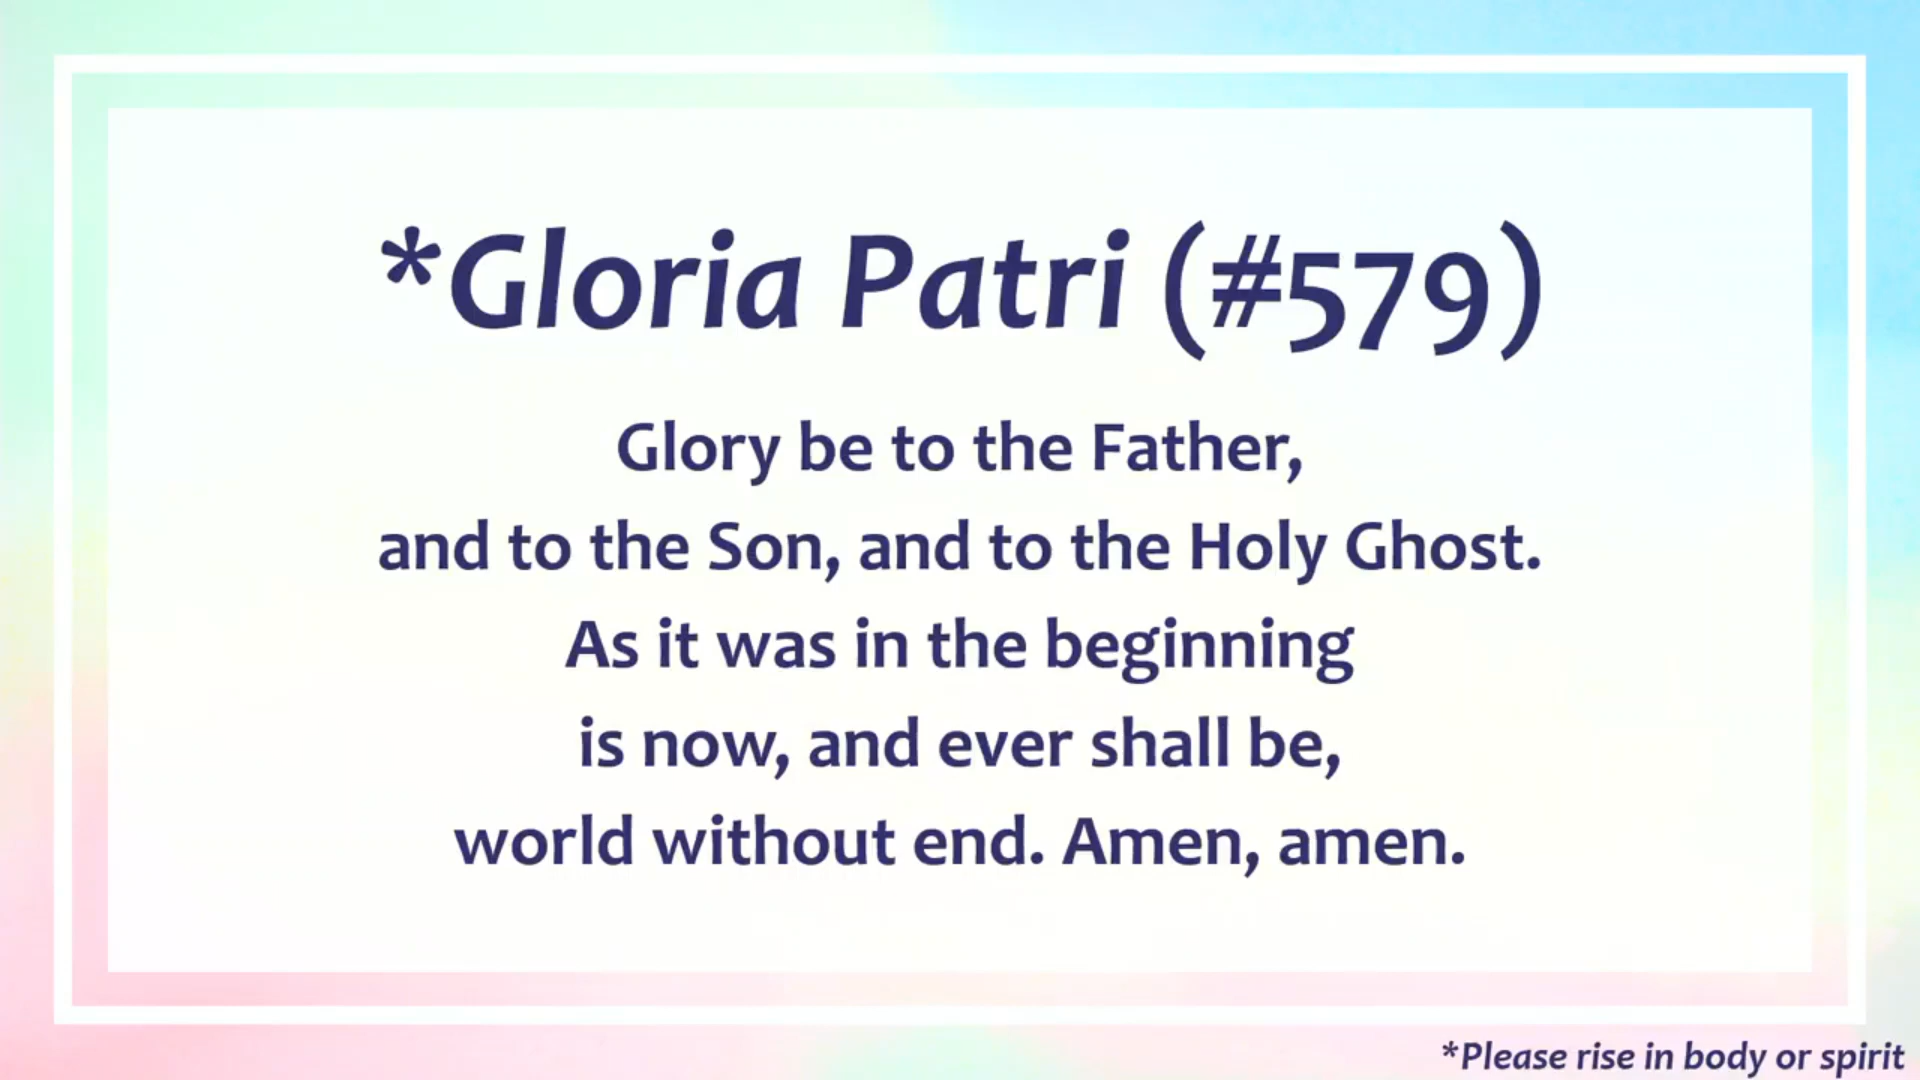 *Gloria Patri (#579)
Glory be to the Father,
and to the Son, and to the Holy Ghost.
As it was in the beginning
is now, and ever shall be,
world without end. Amen, amen.
*Please rise in body or spirit